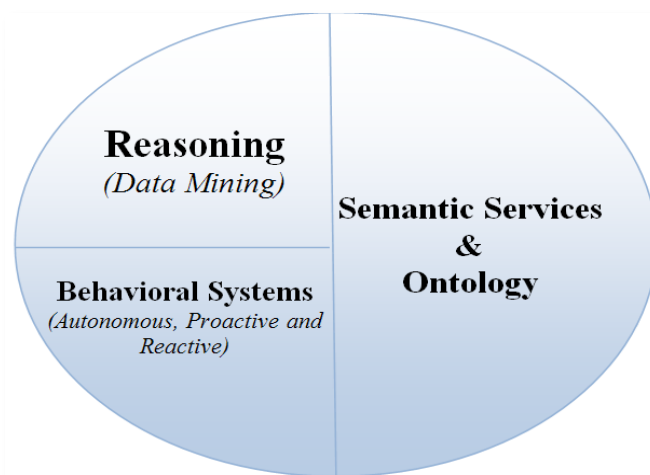 Reasoning
(Data Mining)
Behavioral Systems
(Autonomous, Proactive and
Reactive)
Semantic Services
&
Ontology